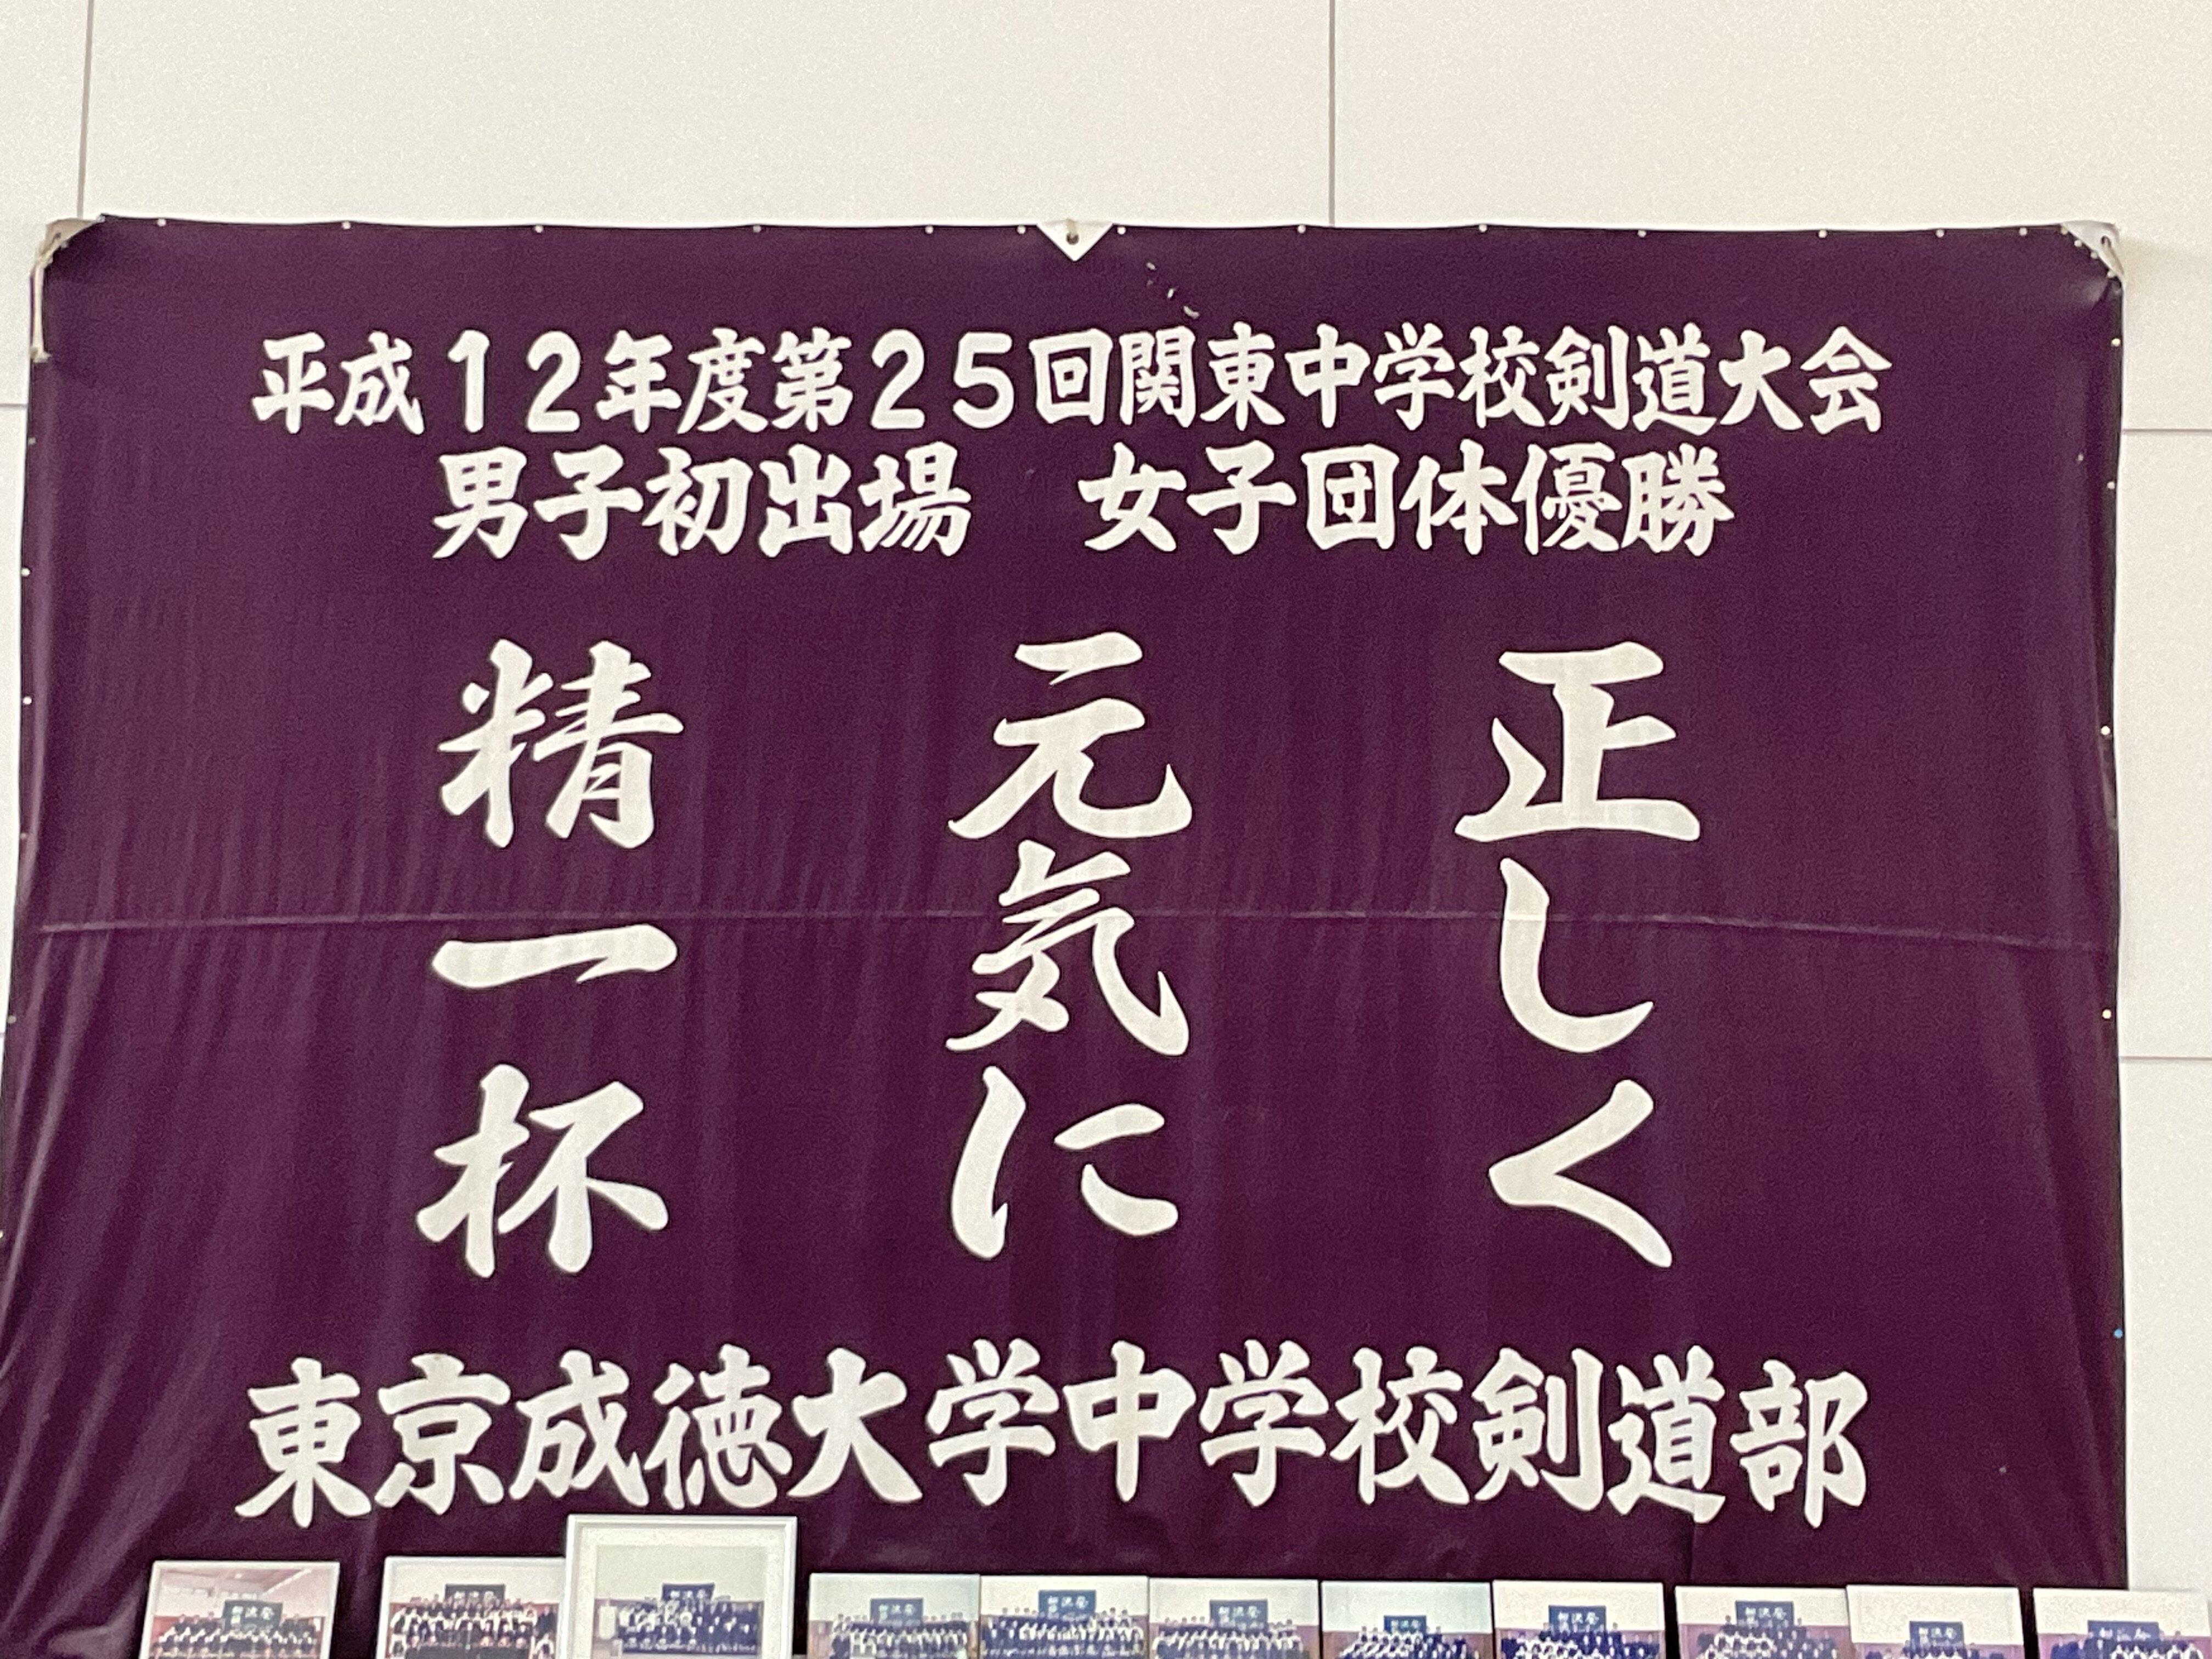 平成12年度第25回関東中学校剣道大会
男子初出場　女子団体優勝
正しく
元気に
精一杯
東京成徳大学中学校剣道部